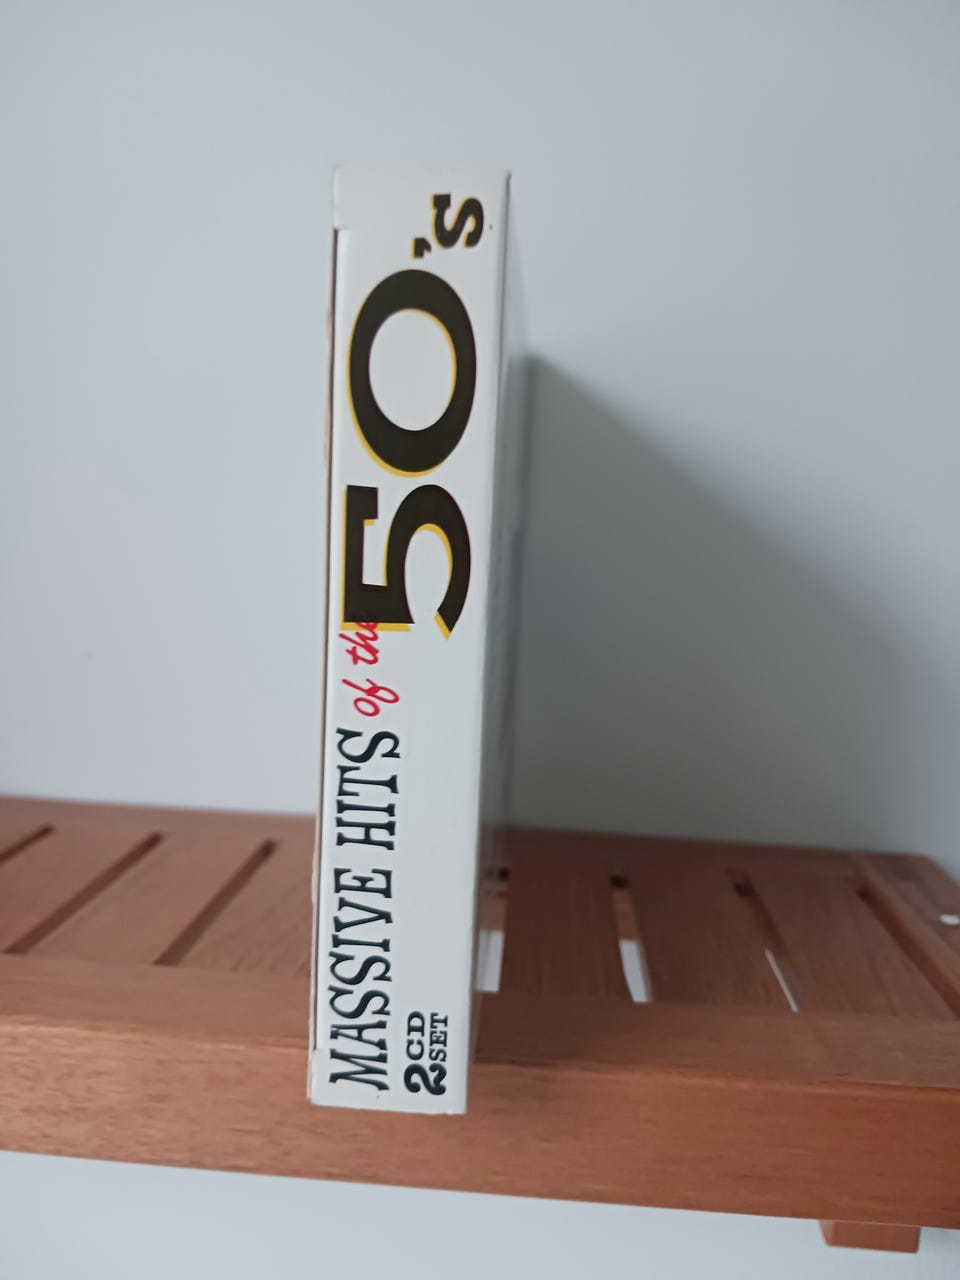 MASSIVE HITS of the 50's
2CD SET